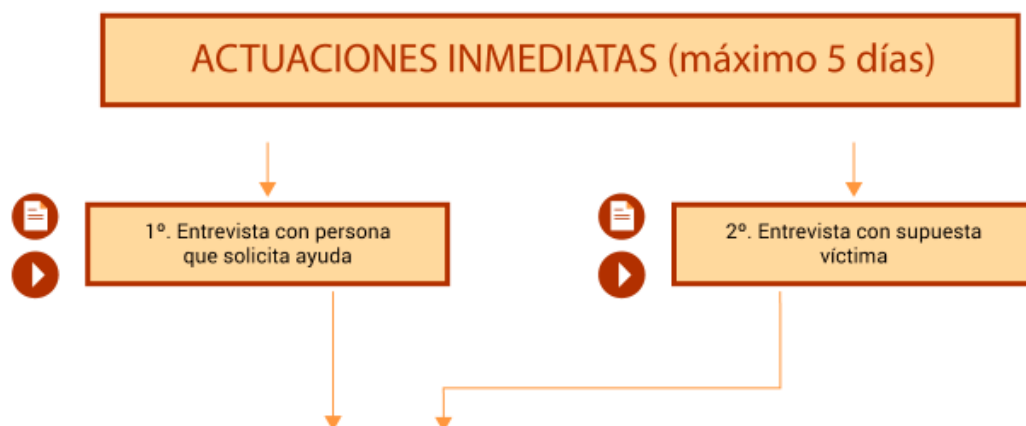 ACTUACIONES INMEDIATAS (máximo 5 días)
1º. Entrevista con persona
que solicita ayuda
2º. Entrevista con supuesta
víctima